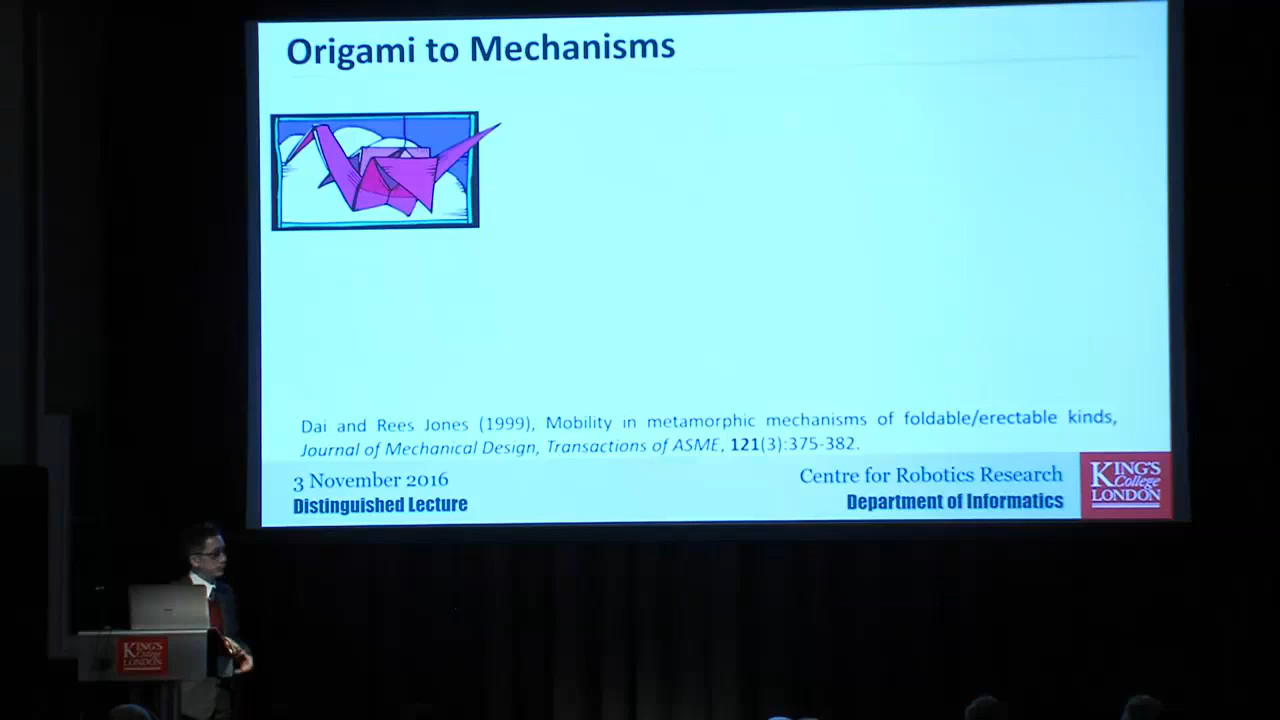 Origami to Mechanisms
Dai and Rees Jones (1999), Mobility in metamorphic mechanisms of foldable/erectable kinds,
Journal of Mechanical Design, Transactions of ASME, 121(3):375-382.
3 November 2016
Distinguished Lecture
Centre for Robotics Research
Department of Informatics
KING'S
College
LONDON
KING'S
College
LONDON